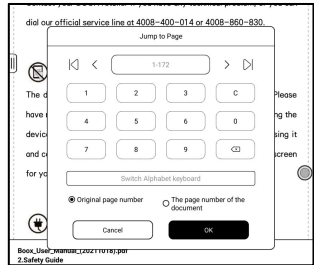 dial our official service line at 4008-400-014 or 4008-860-830.
Jump to Page
1-172
The d
Please
1
2
3
C
have
ng the
4
5
6
0
device
sing it
7
8
9
and c
screen
for yo
Switch Alphabet keyboard
Original page number
The page number of the document
Cancel
OK
Boox_User_Manual_(20211018).pdf
2.Safety Guide